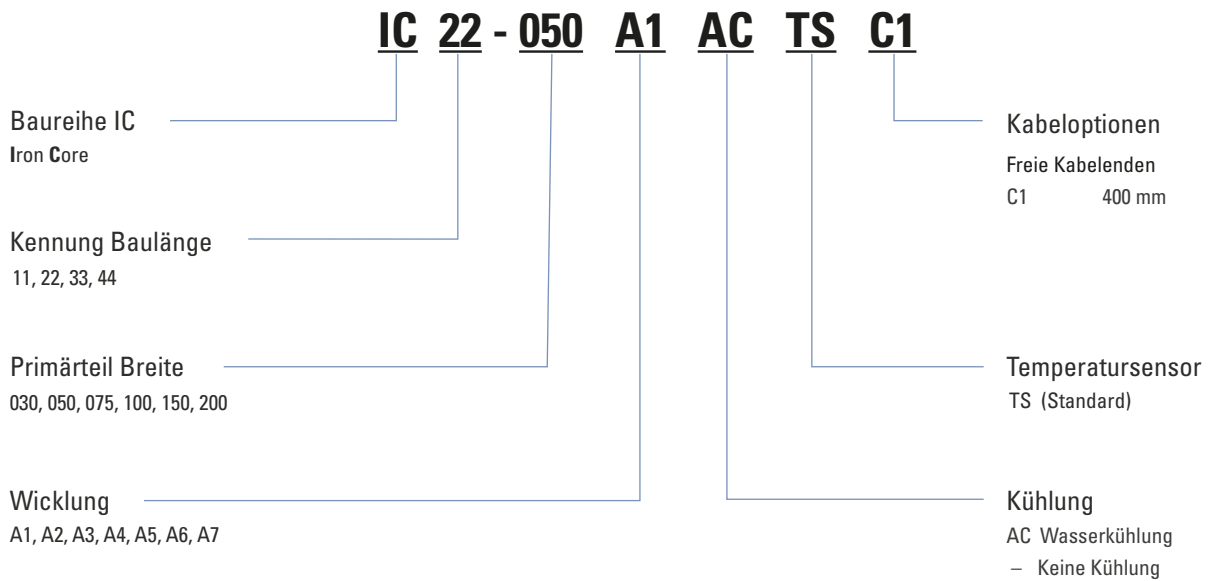 IC 22 - 050 A1 AC TS C1
Baureihe IC
Iron Core
Kennung Baulänge
11, 22, 33, 44
Primärteil Breite
030, 050, 075, 100, 150, 200
Wicklung
A1, A2, A3, A4, A5, A6, A7
Kabeloptionen
Freie Kabelenden
C1 400 mm
Temperatursensor
TS (Standard)
Kühlung
AC Wasserkühlung
– Keine Kühlung